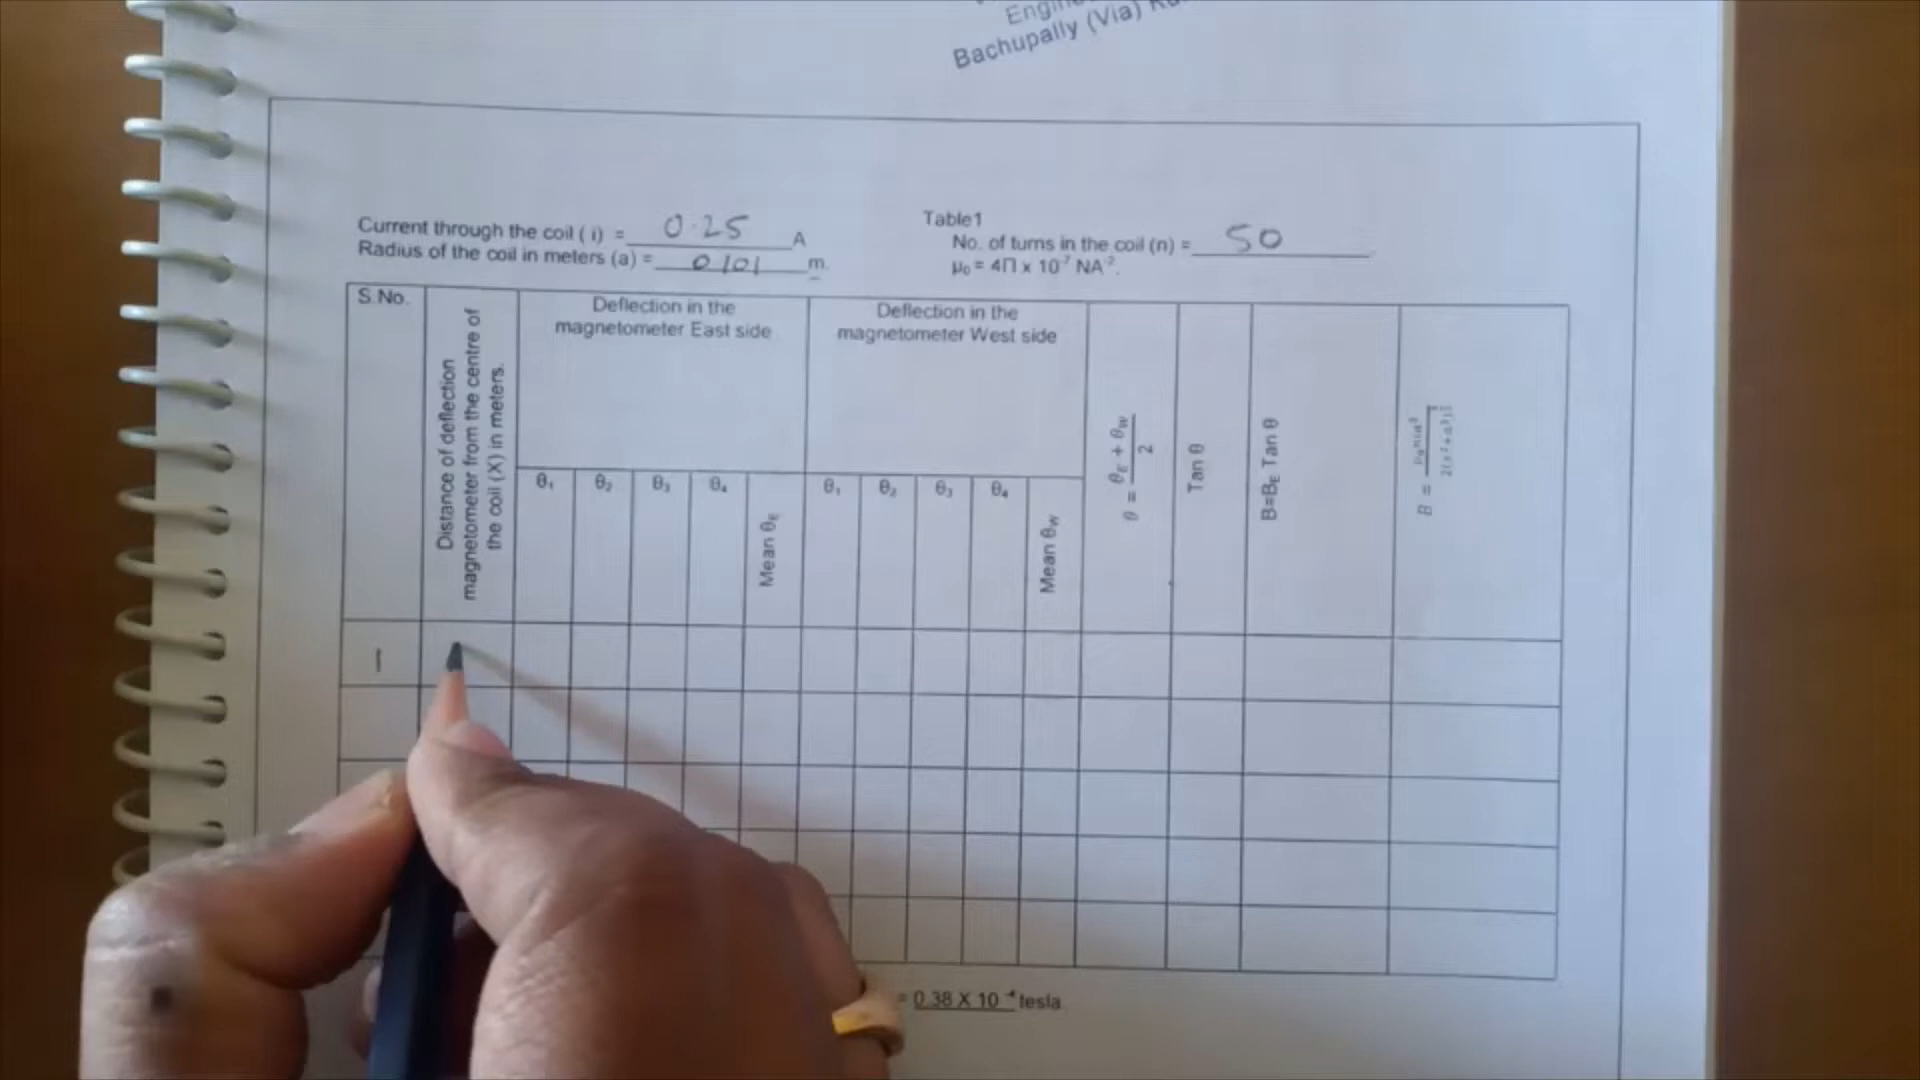 Bachupally (Via)
Table1
Current through the coil ( i) = 0.25 A
No. of turns in the coil (n) = 50
Radius of the coil in meters (a) = 0.101 m.
μ₀ = 4Π x 10⁻⁷ NA⁻².
S.No.
Distance of deflection
magnetometer from the centre of
the coil (X) in meters.
Deflection in the
magnetometer East side
Deflection in the
magnetometer West side
θ₁ θ₂ θ₃ θ₄ Mean θE
θ₁ θ₂ θ₃ θ₄ Mean θW
θ = (θE + θW) / 2
Tan θ
B=BE Tan θ
1
= 0.38 X 10⁻⁴ tesla